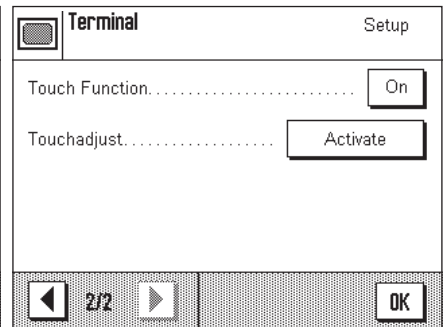 Terminal Setup
Touch Function........................... On
Touchadjust................... Activate
2/2 OK